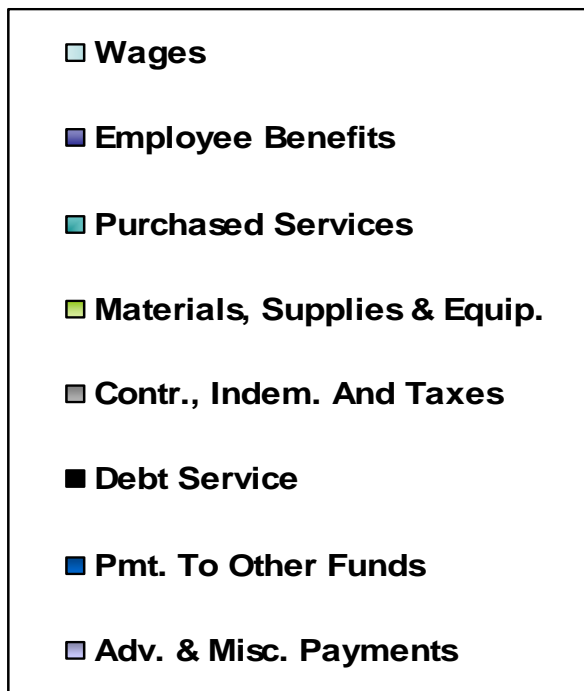 Wages
Employee Benefits
Purchased Services
Materials, Supplies & Equip.
Contr., Indem. And Taxes
Debt Service
Pmt. To Other Funds
Adv. & Misc. Payments